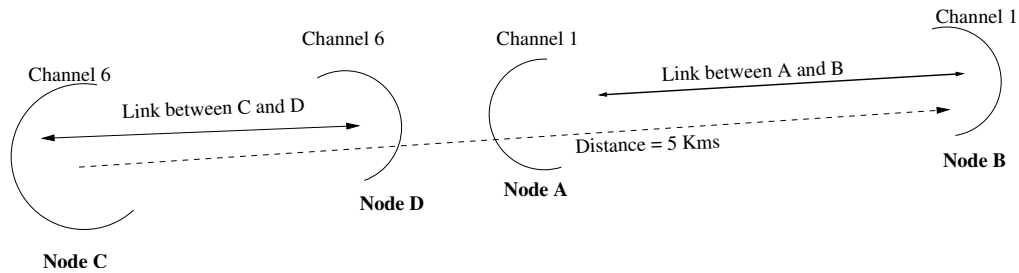 Channel 1
Channel 6
Channel 1
Channel 6
Link between A and B
Link between C and D
Distance = 5 Kms
Node B
Node A
Node D
Node C